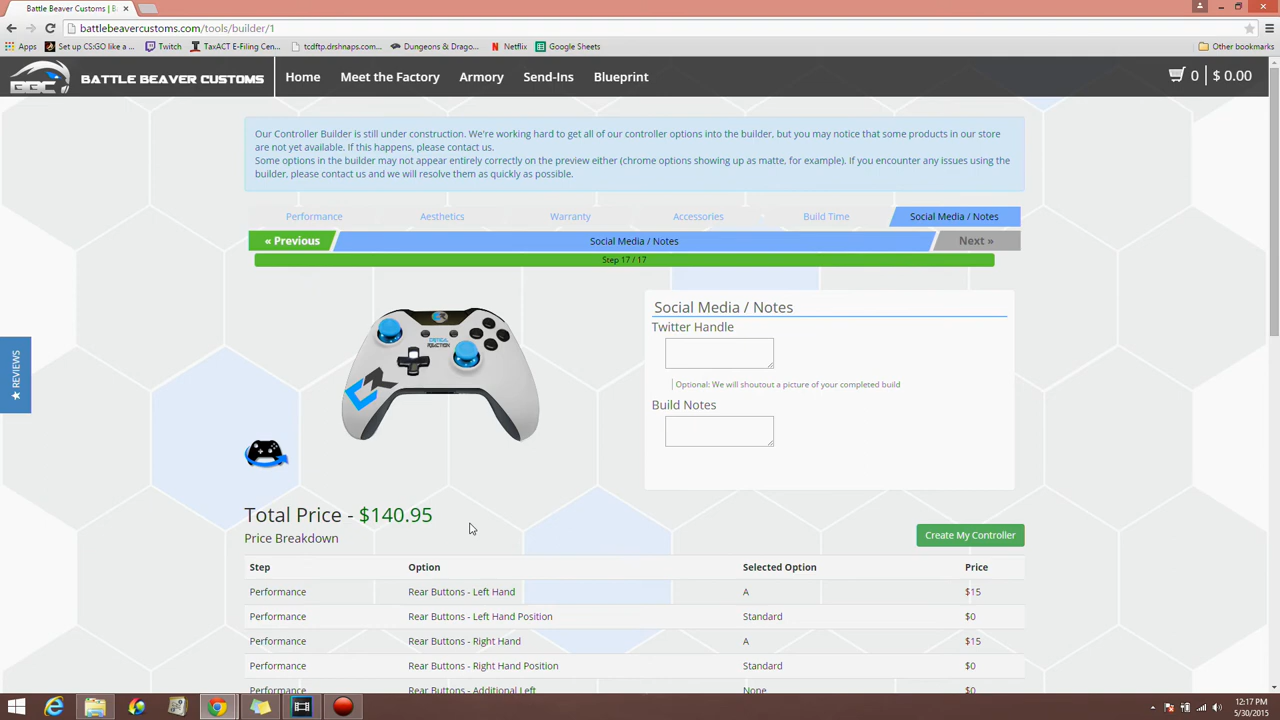 Battle Beaver Customs | B
battlebeavercustoms.com/tools/builder/1
Apps
Set up CS:GO like a ...
Twitch
TaxACT E-Filing Cen...
tcdftp.drshnaps.com...
Dungeons & Drago...
Netflix
Google Sheets
Other bookmarks
BBC
BATTLE BEAVER CUSTOMS
Home
Meet the Factory
Armory
Send-Ins
Blueprint
0 | $ 0.00
Our Controller Builder is still under construction. We're working hard to get all of our controller options into the builder, but you may notice that some products in our store
are not yet available. If this happens, please contact us.
Some options in the builder may not appear entirely correctly on the preview either (chrome options showing up as matte, for example). If you encounter any issues using the
builder, please contact us and we will resolve them as quickly as possible.
Performance
Aesthetics
Warranty
Accessories
Build Time
Social Media / Notes
« Previous
Social Media / Notes
Next »
Step 17 / 17
CRITICAL
REACTION
Social Media / Notes
Twitter Handle
Optional: We will shoutout a picture of your completed build
Build Notes
★ REVIEWS
Total Price - $140.95
Price Breakdown
Create My Controller
Step Option Selected Option Price
Performance Rear Buttons - Left Hand A $15
Performance Rear Buttons - Left Hand Position Standard $0
Performance Rear Buttons - Right Hand A $15
Performance Rear Buttons - Right Hand Position Standard $0
Performance Rear Buttons - Additional Left None $0
12:17 PM
5/30/2015